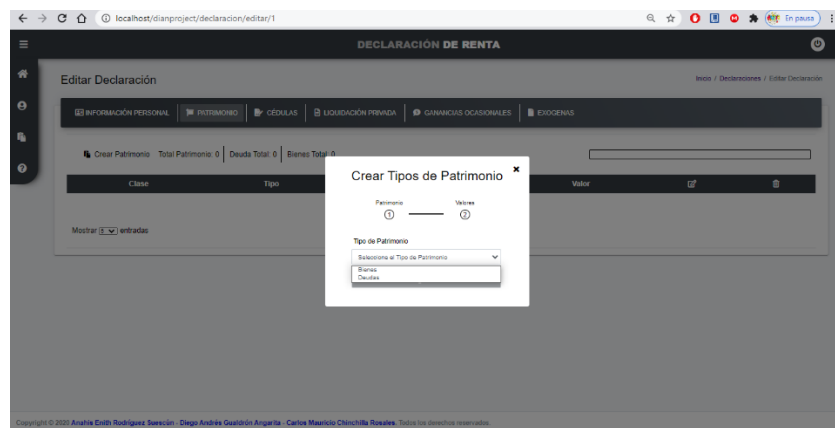 localhost/dianproject/declaracion/editar/1
En pausa
DECLARACIÓN DE RENTA
Editar Declaración
Inicio / Declaraciones / Editar Declaración
INFORMACIÓN PERSONAL PATRIMONIO CÉDULAS LIQUIDACIÓN PRIVADA GANANCIAS OCASIONALES EXOGENAS
Crear Patrimonio Total Patrimonio: 0 Deuda Total: 0 Bienes Total: 0
Clase Tipo Valor
Mostrar 5 entradas
Crear Tipos de Patrimonio ×
Patrimonio Valores
1 2
Tipo de Patrimonio
Seleccione el Tipo de Patrimonio
Bienes
Deudas
Copyright © 2020 Anahis Enith Rodríguez Suescún - Diego Andrés Gualdrón Angarita - Carlos Mauricio Chinchilla Rosales. Todos los derechos reservados.